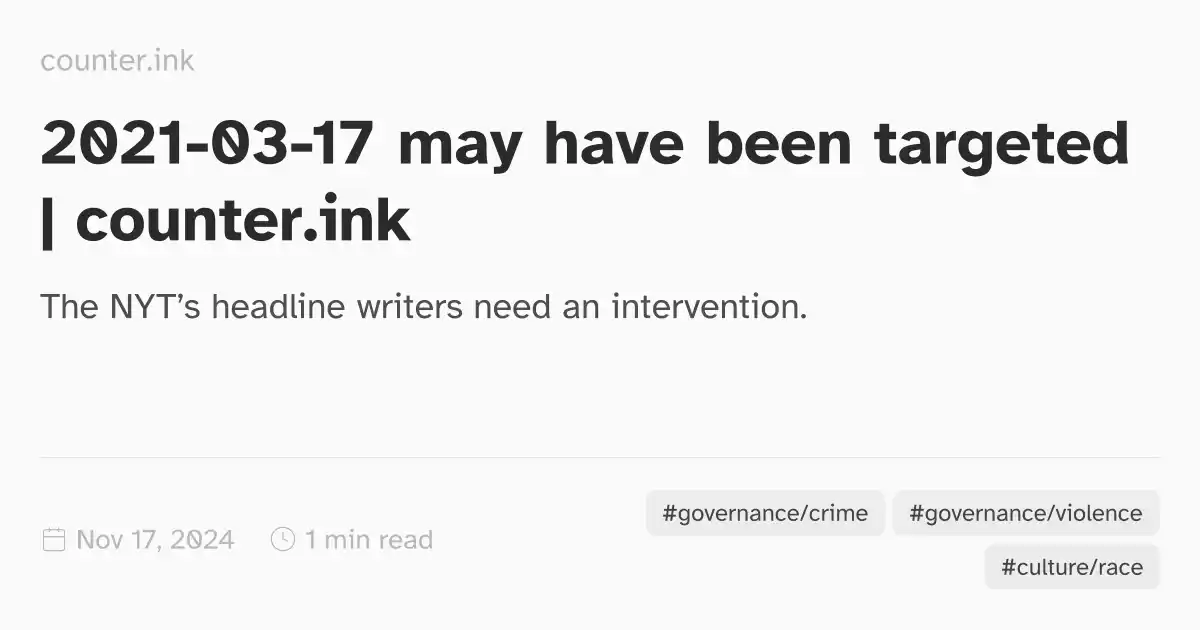 counter.ink
2021-03-17 may have been targeted
| counter.ink
The NYT’s headline writers need an intervention.
Nov 17, 2024 1 min read
#governance/crime #governance/violence
#culture/race